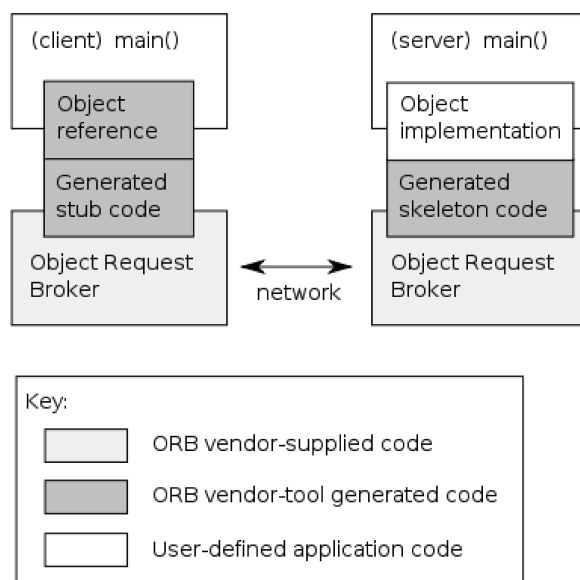 (client) main()
Object
reference
Generated
stub code
Object Request
Broker
network
(server) main()
Object
implementation
Generated
skeleton code
Object Request
Broker
Key:
ORB vendor-supplied code
ORB vendor-tool generated code
User-defined application code